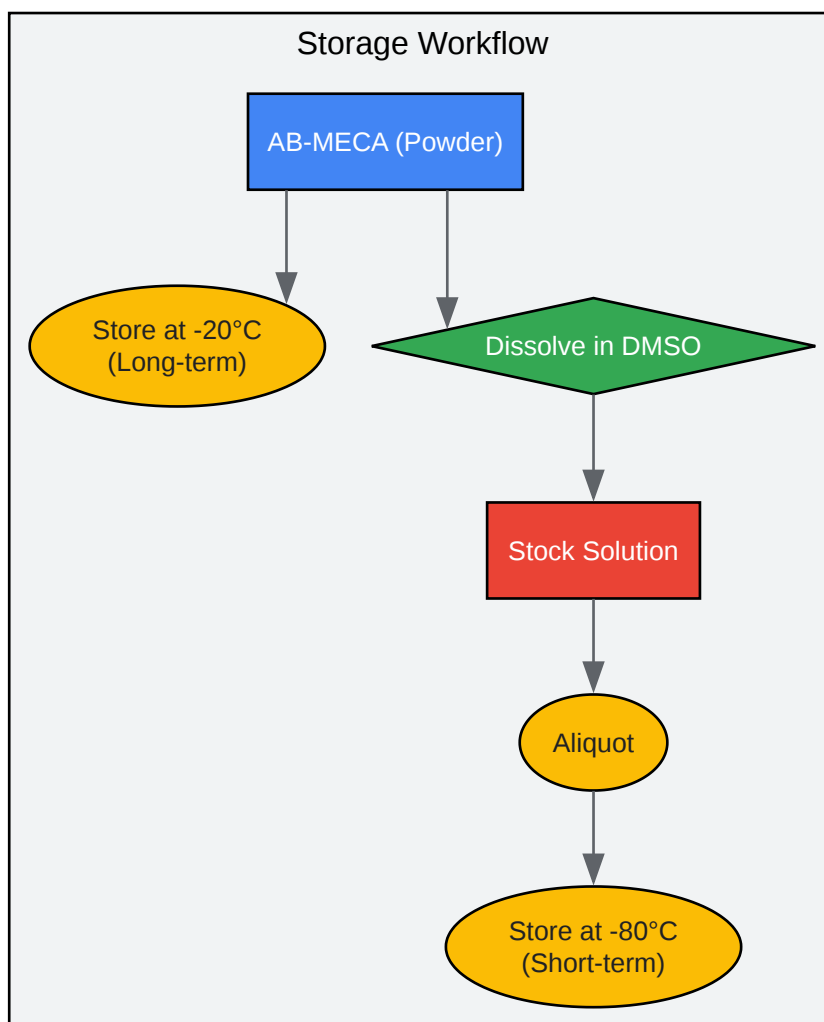 Storage Workflow
AB-MECA (Powder)
Store at -20°C
(Long-term)
Dissolve in DMSO
Stock Solution
Aliquot
Store at -80°C
(Short-term)